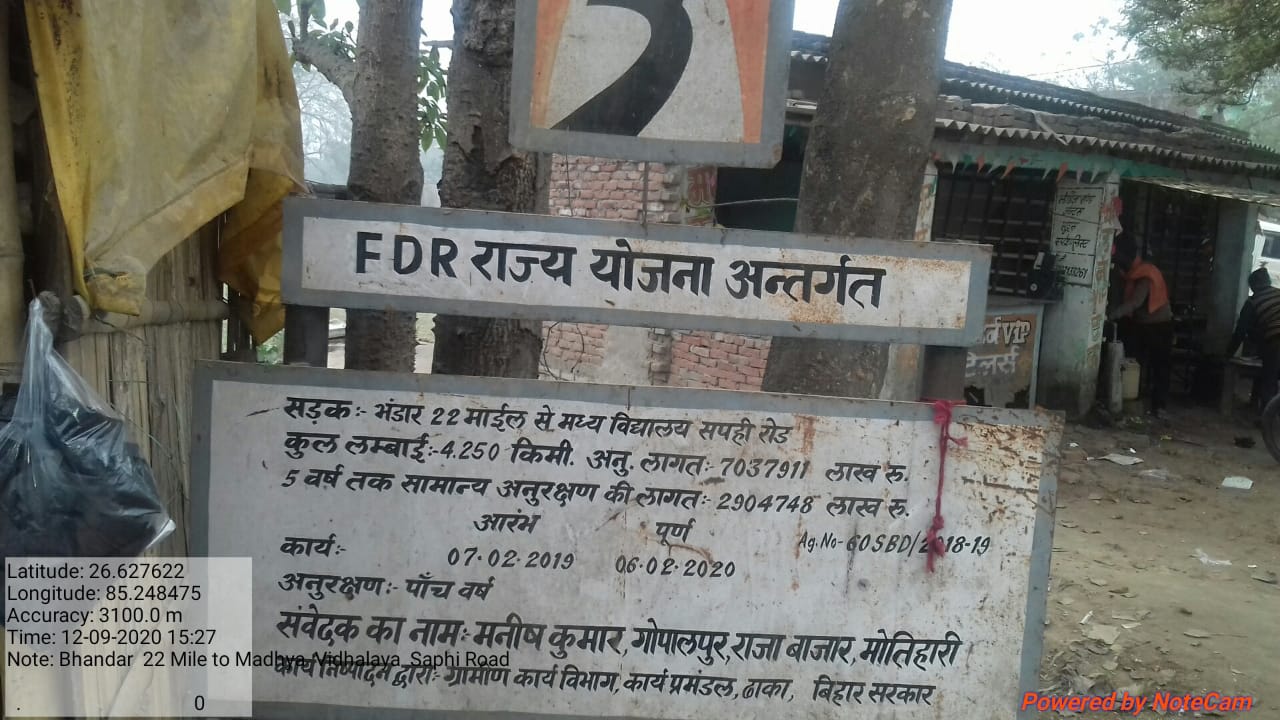 FDR राज्य योजना अन्तर्गत
सड़क:- भंडार 22 माईल से मध्य विद्यालय सपही रोड
कुल लम्बाई:-4.250 किमी. अनु. लागत:- 7037911 लाख रु.
5 वर्ष तक सामान्य अनुरक्षण की लागत:- 2904748 लाख रु.
आरंभ पूर्ण Ag. No- 60SBD/2018-19
कार्य:- 07.02.2019 06.02.2020
अनुरक्षण:- पाँच वर्ष
संवेदक का नाम:- मनीष कुमार, गोपालपुर, राजा बाजार, मोतिहारी
कार्य निष्पादन द्वारा:- ग्रामीण कार्य विभाग, कार्य प्रमंडल, ढाका, बिहार सरकार
VIP
टेलर्स
Latitude: 26.627622
Longitude: 85.248475
Accuracy: 3100.0 m
Time: 12-09-2020 15:27
Note: Bhandar 22 Mile to Madhya Vidhalaya Saphi Road
0
Powered by NoteCam